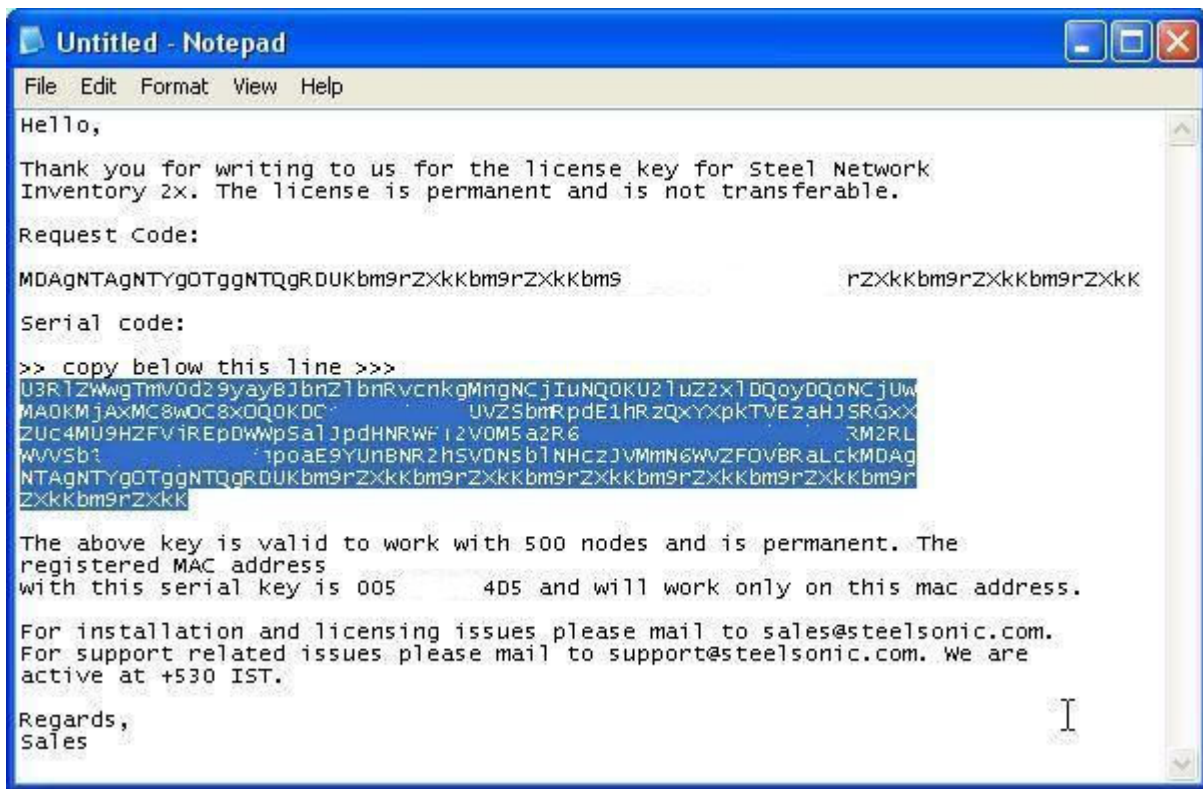 Untitled - Notepad
File Edit Format View Help
Hello,
Thank you for writing to us for the license key for Steel Network
Inventory 2x. The license is permanent and is not transferable.
Request Code:
MDAgNTAgNTYgOTggNTQgRDUKbm9rZXkKbm9rZXkKbm9 rZXkKbm9rZXkKbm9rZXkK
Serial code:
>> copy below this line >>>
NTAgNTYgOTggNTQgRDUKbm9rZXkKbm9rZXkKbm9rZXkKbm9rZXkKbm9rZXkKbm9r
ZXkKbm9rZXkK
The above key is valid to work with 500 nodes and is permanent. The
registered MAC address
with this serial key is 005 4D5 and will work only on this mac address.
For installation and licensing issues please mail to sales@steelsonic.com.
For support related issues please mail to support@steelsonic.com. We are
active at +530 IST.
Regards,
Sales